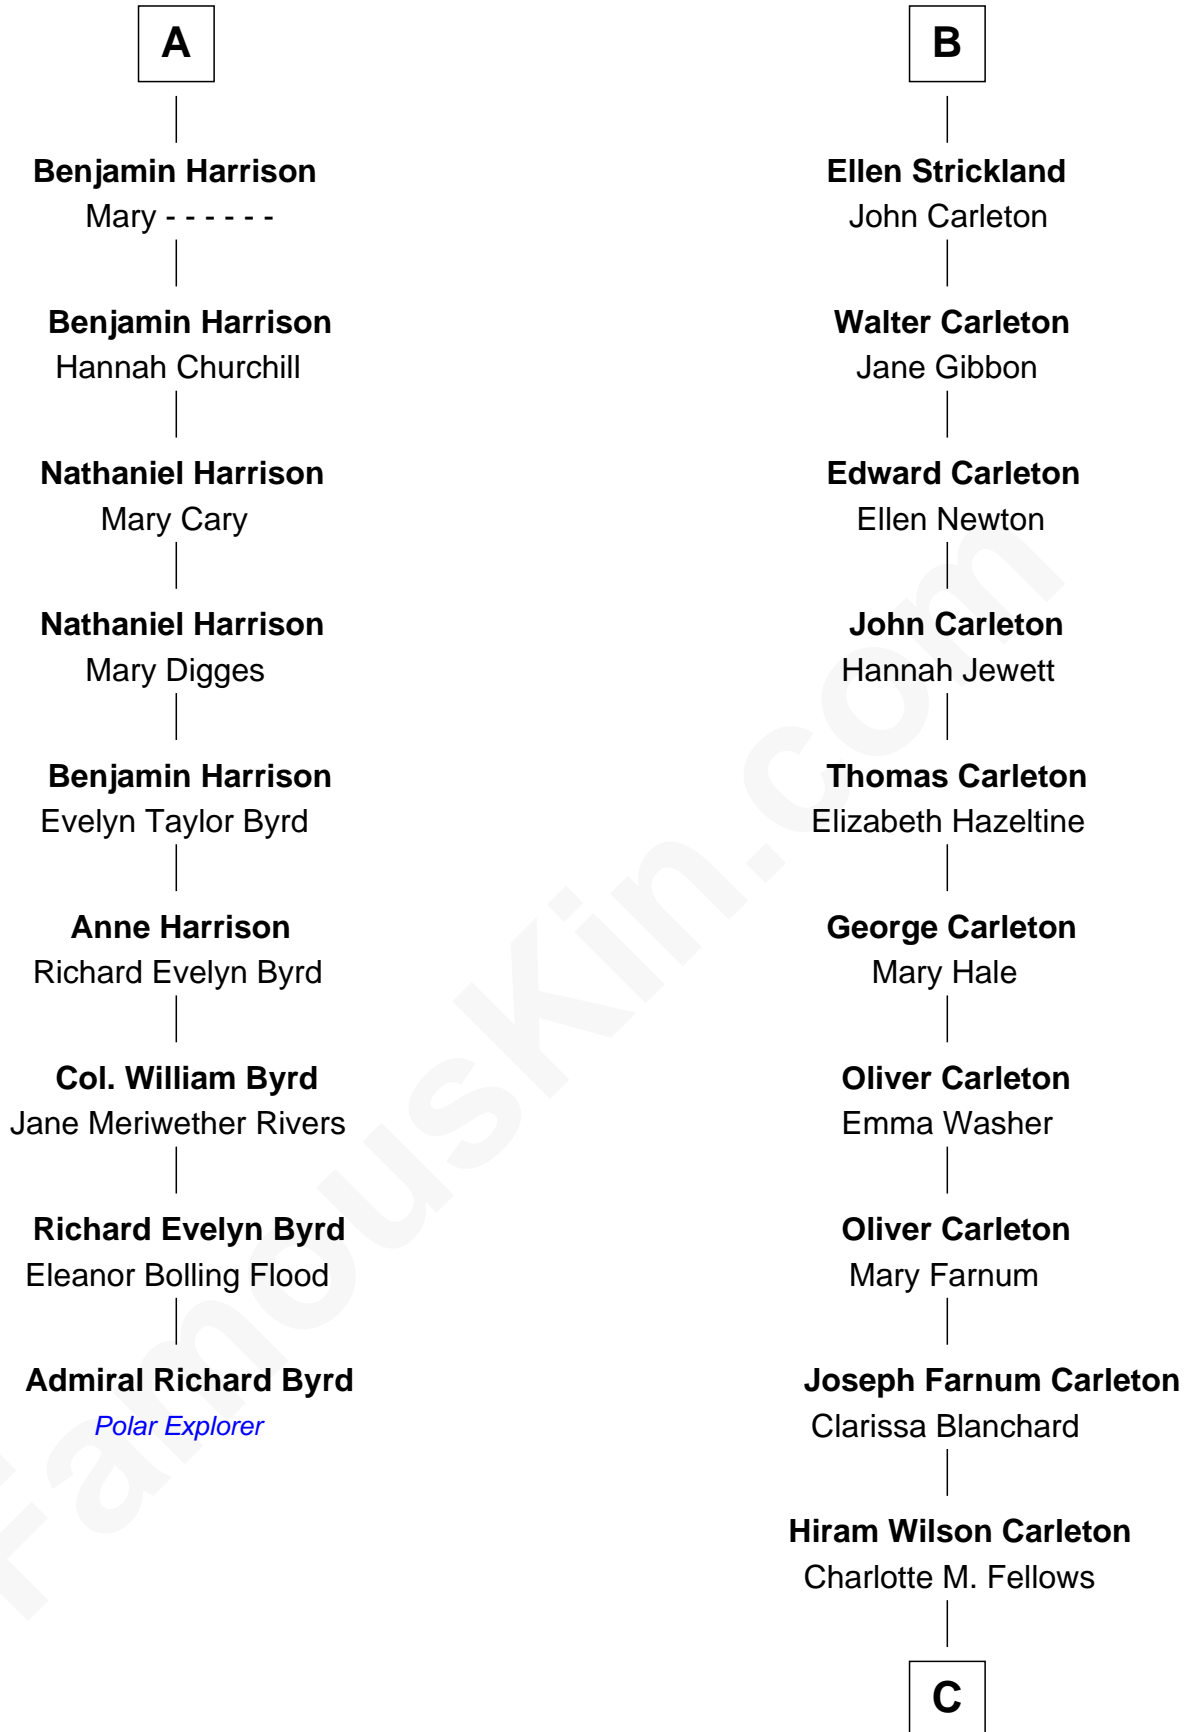 A
Benjamin Harrison
Mary - - - - - -
Benjamin Harrison
Hannah Churchill
Nathaniel Harrison
Mary Cary
Nathaniel Harrison
Mary Digges
Benjamin Harrison
Evelyn Taylor Byrd
Anne Harrison
Richard Evelyn Byrd
Col. William Byrd
Jane Meriwether Rivers
Richard Evelyn Byrd
Eleanor Bolling Flood
Admiral Richard Byrd
Polar Explorer
B
Ellen Strickland
John Carleton
Walter Carleton
Jane Gibbon
Edward Carleton
Ellen Newton
John Carleton
Hannah Jewett
Thomas Carleton
Elizabeth Hazeltine
George Carleton
Mary Hale
Oliver Carleton
Emma Washer
Oliver Carleton
Mary Farnum
Joseph Farnum Carleton
Clarissa Blanchard
Hiram Wilson Carleton
Charlotte M. Fellows
C
FamousKin.com